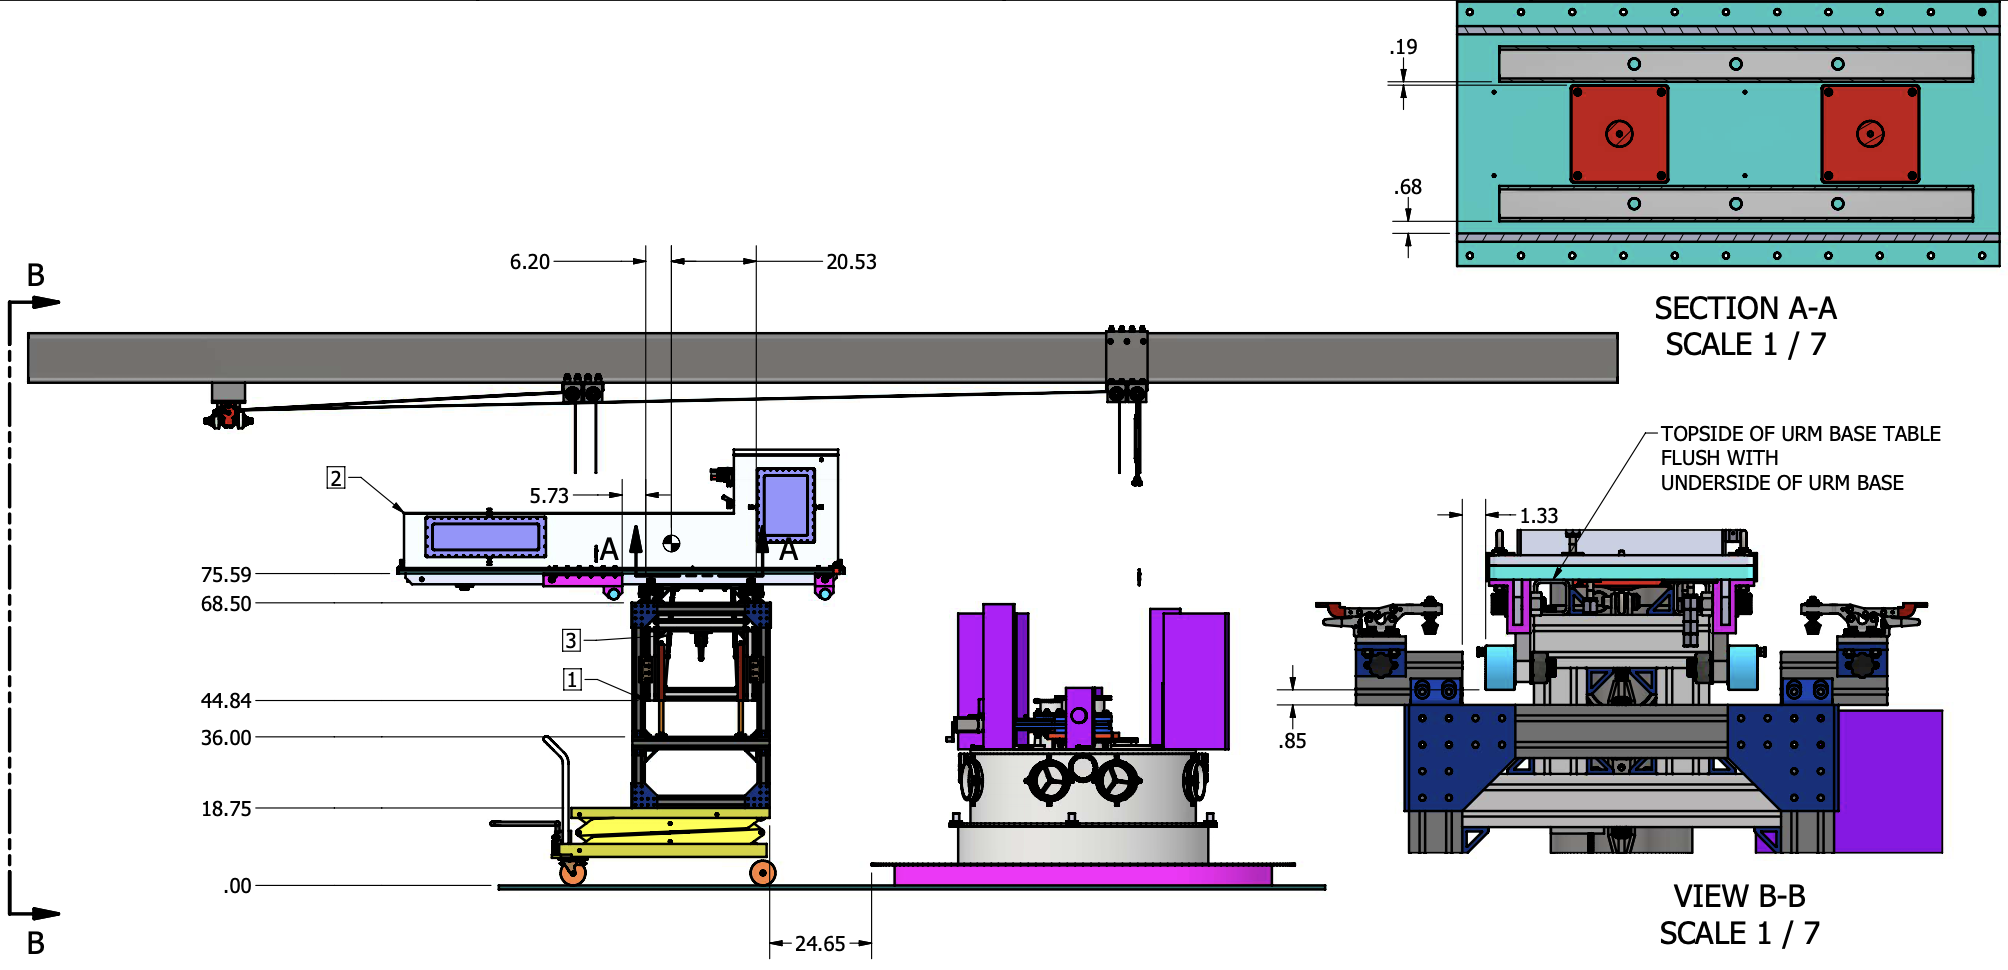 .19
.68
SECTION A-A
SCALE 1 / 7
6.20
20.53
B
2
5.73
A
A
75.59
68.50
3
1
44.84
36.00
18.75
.00
24.65
B
TOPSIDE OF URM BASE TABLE
FLUSH WITH
UNDERSIDE OF URM BASE
1.33
.85
VIEW B-B
SCALE 1 / 7